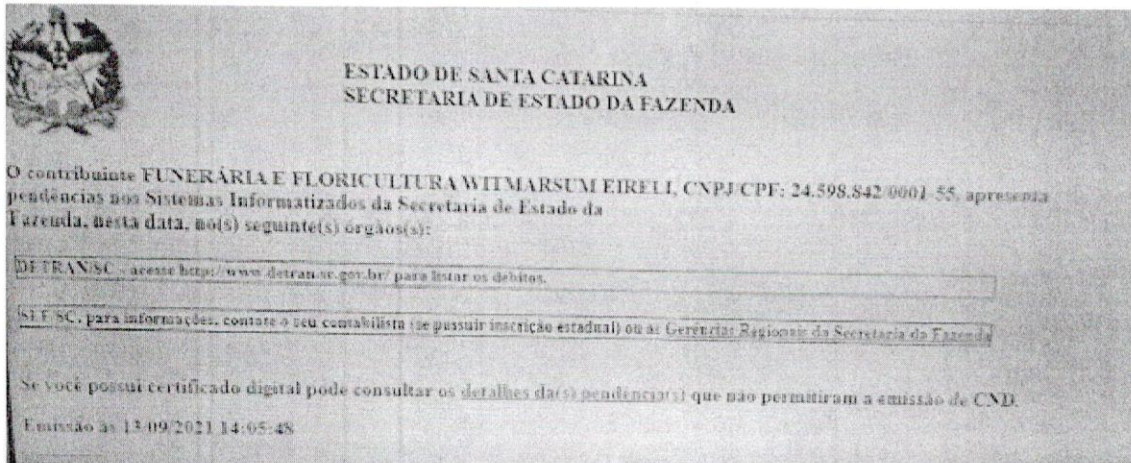 ESTADO DE SANTA CATARINA
SECRETARIA DE ESTADO DA FAZENDA
O contribuinte FUNERÁRIA E FLORICULTURA WITMARSUM EIRELI, CNPJ/CPF: 24.598.842/0001-55, apresenta
pendências nos Sistemas Informatizados da Secretaria de Estado da
Fazenda, nesta data, no(s) seguinte(s) órgãos(s):
DETRAN/SC - acesse http://www.detran.sc.gov.br/ para listar os débitos.
SEF/SC, para informações, contate o seu contabilista (se possuir inscrição estadual) ou as Gerências Regionais da Secretaria da Fazenda
Se você possui certificado digital pode consultar os detalhes da(s) pendência(s) que não permitiram a emissão de CND.
Emissão às 13/09/2021 14:05:48